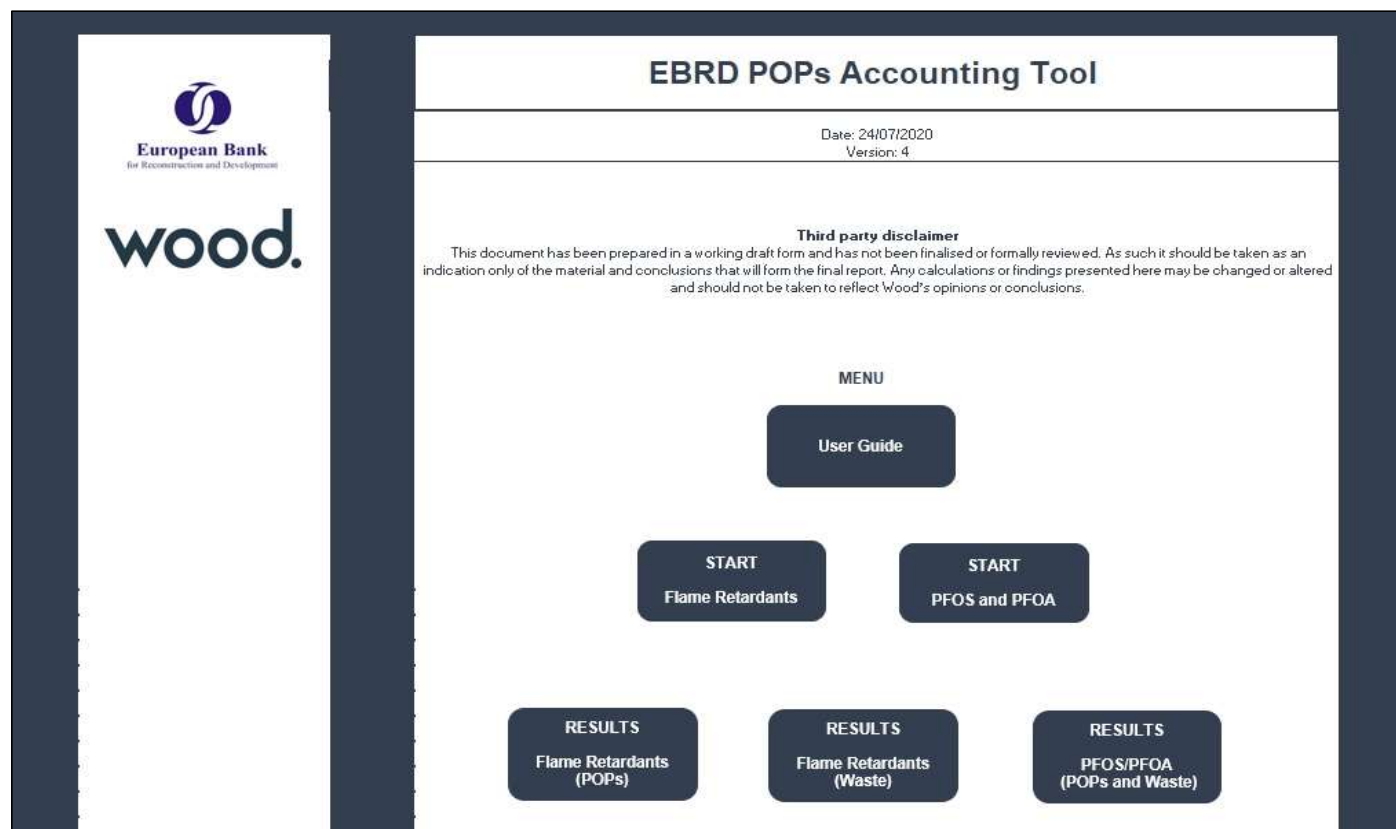 European Bank
for Reconstruction and Development
wood.
EBRD POPs Accounting Tool
Date: 24/07/2020
Version: 4
Third party disclaimer
This document has been prepared in a working draft form and has not been finalised or formally reviewed. As such it should be taken as an
indication only of the material and conclusions that will form the final report. Any calculations or findings presented here may be changed or altered
and should not be taken to reflect Wood's opinions or conclusions.
MENU
User Guide
START
Flame Retardants
START
PFOS and PFOA
RESULTS
Flame Retardants
(POPs)
RESULTS
Flame Retardants
(Waste)
RESULTS
PFOS/PFOA
(POPs and Waste)